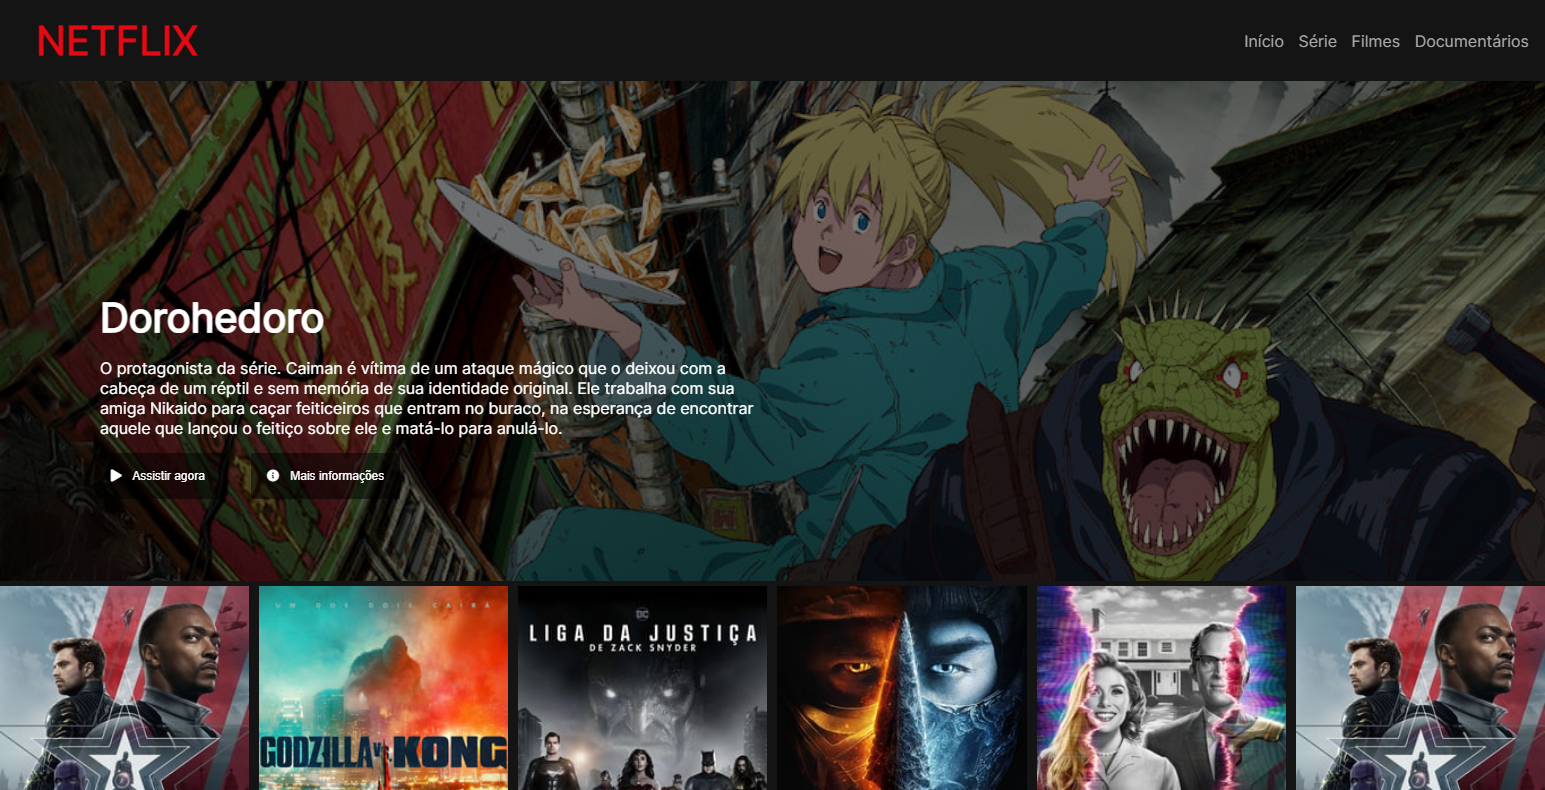 NETFLIX
Início Série Filmes Documentários
Dorohedoro
O protagonista da série. Caiman é vítima de um ataque mágico que o deixou com a
cabeça de um réptil e sem memória de sua identidade original. Ele trabalha com sua
amiga Nikaido para caçar feiticeiros que entram no buraco, na esperança de encontrar
aquele que lançou o feitiço sobre ele e matá-lo para anulá-lo.
Assistir agora Mais informações
UM DOS DOIS CAIRÁ
GODZILLA VS KONG
DC
LIGA DA JUSTIÇA
DE ZACK SNYDER